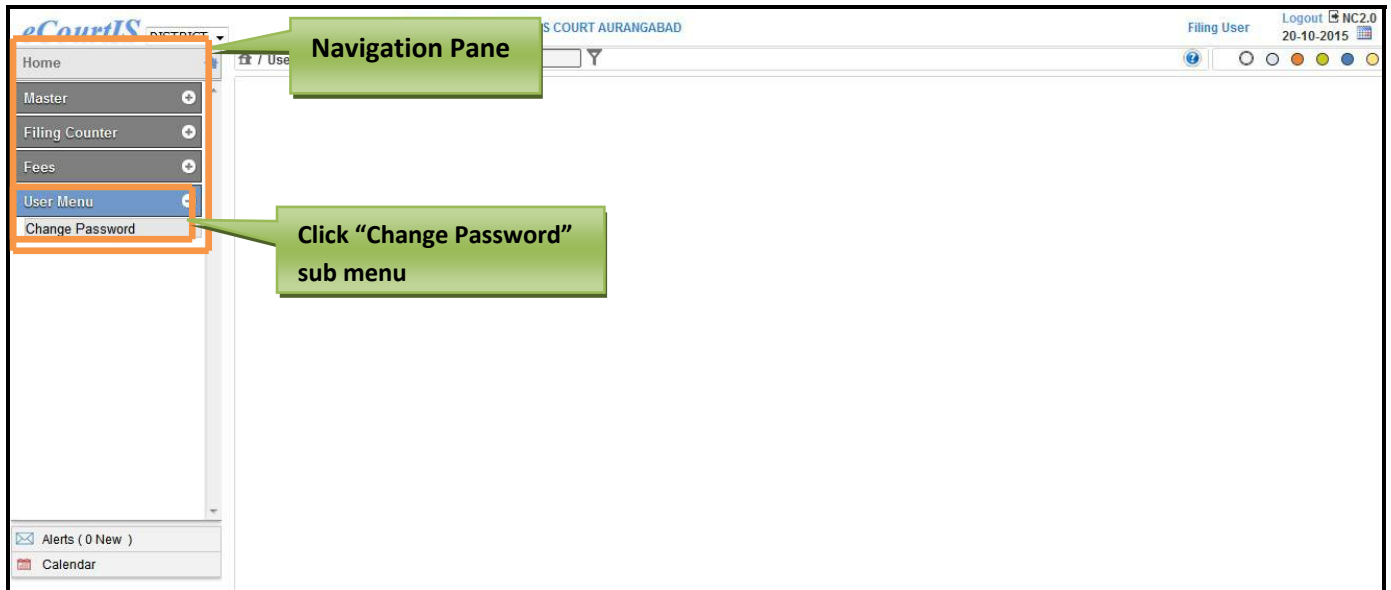 eCourtIS DISTRICT
S COURT AURANGABAD
Filing User
Logout NC2.0
20-10-2015
Navigation Pane
Home
/ Use
Master
Filing Counter
Fees
User Menu
Change Password
Click “Change Password”
sub menu
Alerts ( 0 New )
Calendar